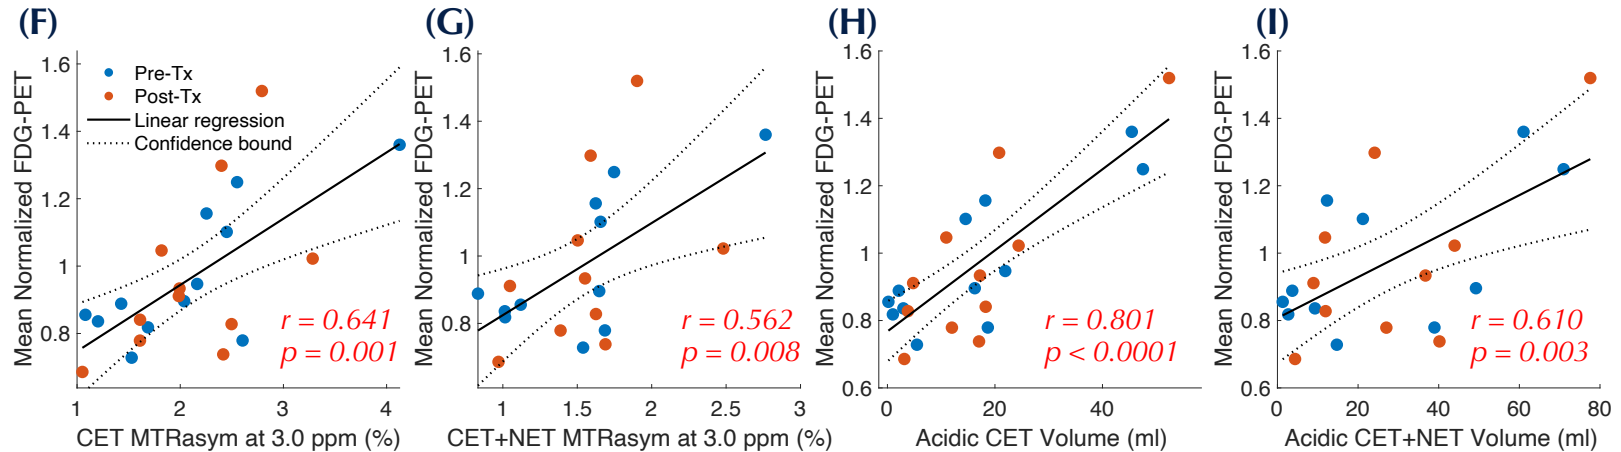 (F)
Mean Normalized FDG-PET
1.6
1.4
1.2
1
0.8
Pre-Tx
Post-Tx
Linear regression
Confidence bound
r = 0.641
p = 0.001
1 2 3 4
CET MTRasym at 3.0 ppm (%)
(G)
Mean Normalized FDG-PET
1.6
1.4
1.2
1
0.8
r = 0.562
p = 0.008
1 1.5 2 2.5 3
CET+NET MTRasym at 3.0 ppm (%)
(H)
Mean Normalized FDG-PET
1.6
1.4
1.2
1
0.8
0.6
r = 0.801
p < 0.0001
0 20 40
Acidic CET Volume (ml)
(I)
Mean Normalized FDG-PET
1.6
1.4
1.2
1
0.8
0.6
r = 0.610
p = 0.003
0 20 40 60 80
Acidic CET+NET Volume (ml)